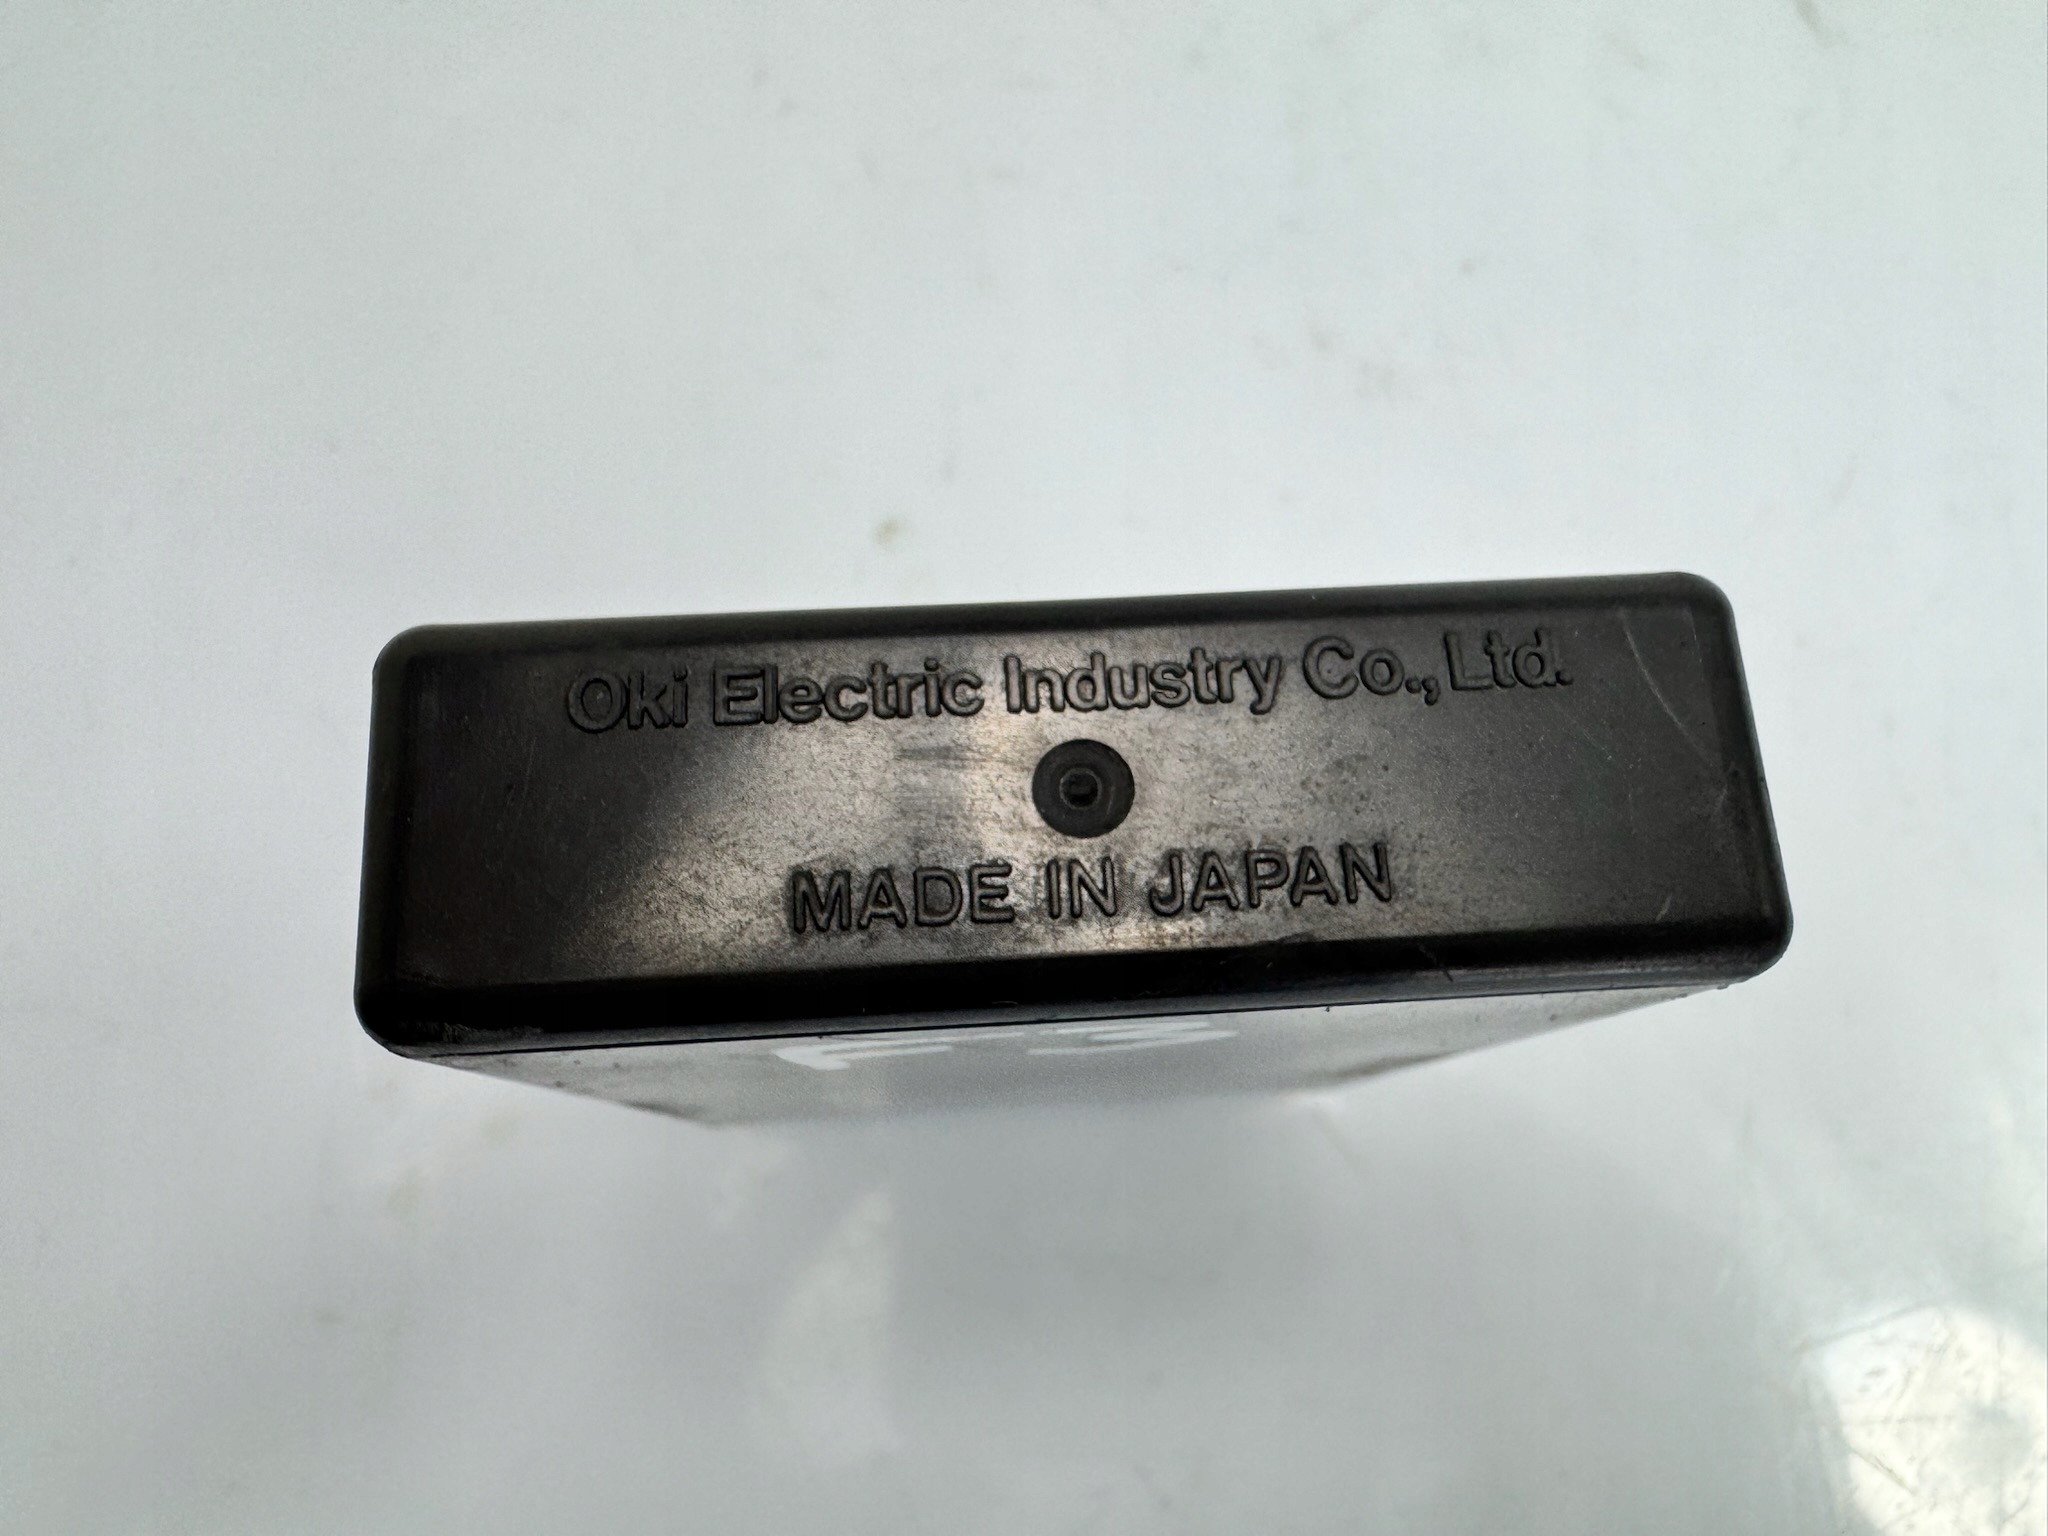 Oki Electric Industry Co., Ltd.
MADE IN JAPAN